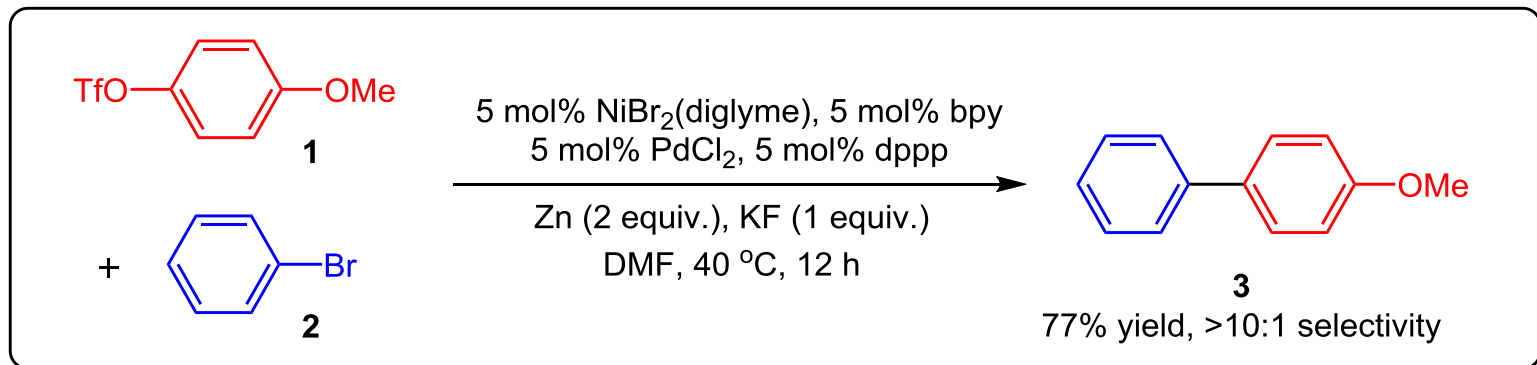 TfO OMe
1
+ Br
2
5 mol% NiBr₂(diglyme), 5 mol% bpy
5 mol% PdCl₂, 5 mol% dppp
Zn (2 equiv.), KF (1 equiv.)
DMF, 40 °C, 12 h
OMe
3
77% yield, >10:1 selectivity